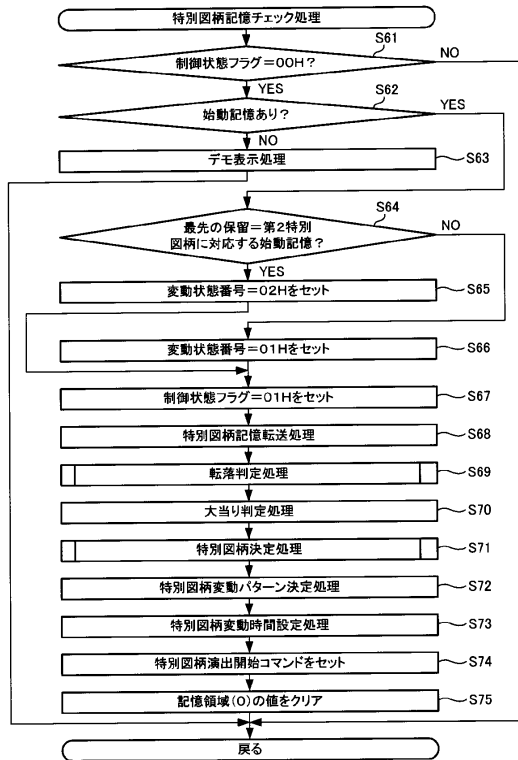 特別図柄記憶チェック処理
S61
制御状態フラグ=00H?
NO
YES
S62
始動記憶あり?
YES
NO
デモ表示処理
S63
S64
最先の保留=第2特別
図柄に対応する始動記憶?
NO
YES
変動状態番号=02Hをセット
S65
変動状態番号=01Hをセット
S66
制御状態フラグ=01Hをセット
S67
特別図柄記憶転送処理
S68
転落判定処理
S69
大当り判定処理
S70
特別図柄決定処理
S71
特別図柄変動パターン決定処理
S72
特別図柄変動時間設定処理
S73
特別図柄演出開始コマンドをセット
S74
記憶領域(0)の値をクリア
S75
戻る